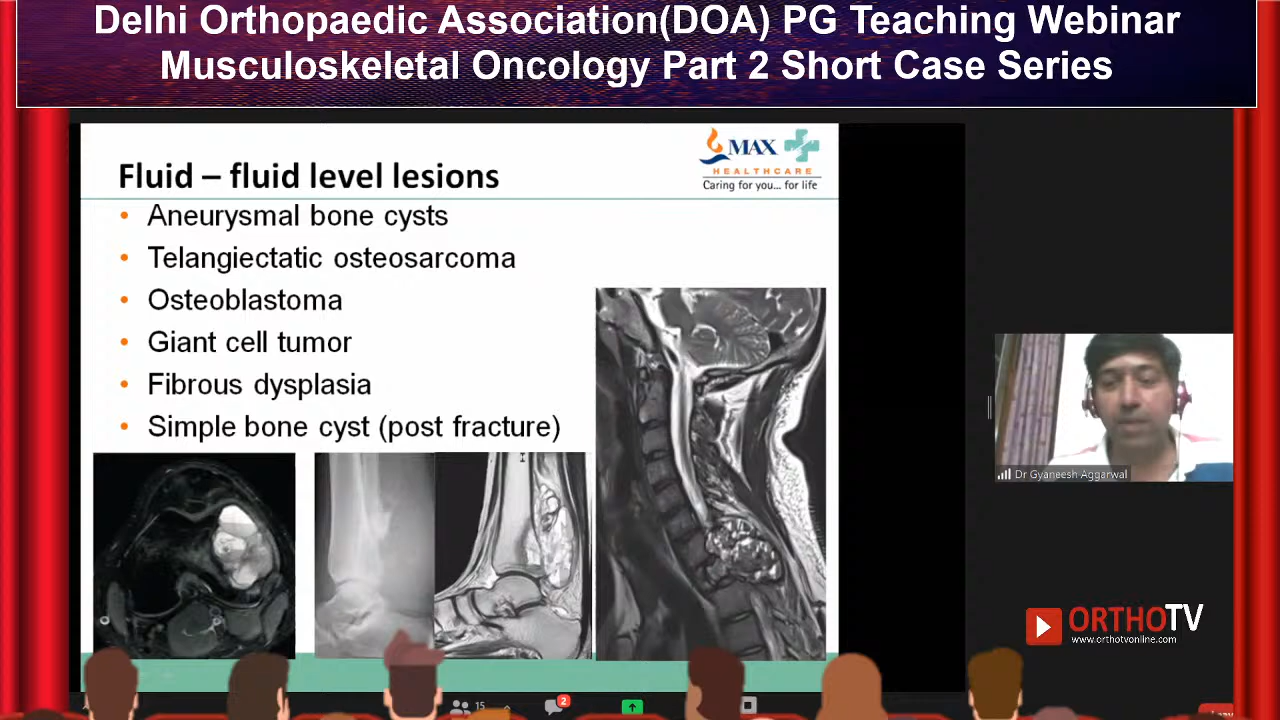 Delhi Orthopaedic Association(DOA) PG Teaching Webinar
Musculoskeletal Oncology Part 2 Short Case Series
MAX
HEALTHCARE
Caring for you... for life
Fluid – fluid level lesions
• Aneurysmal bone cysts
• Telangiectatic osteosarcoma
• Osteoblastoma
• Giant cell tumor
• Fibrous dysplasia
• Simple bone cyst (post fracture)
Dr Gyaneesh Aggarwal
ORTHOTV
www.orthotvonline.com
15
2